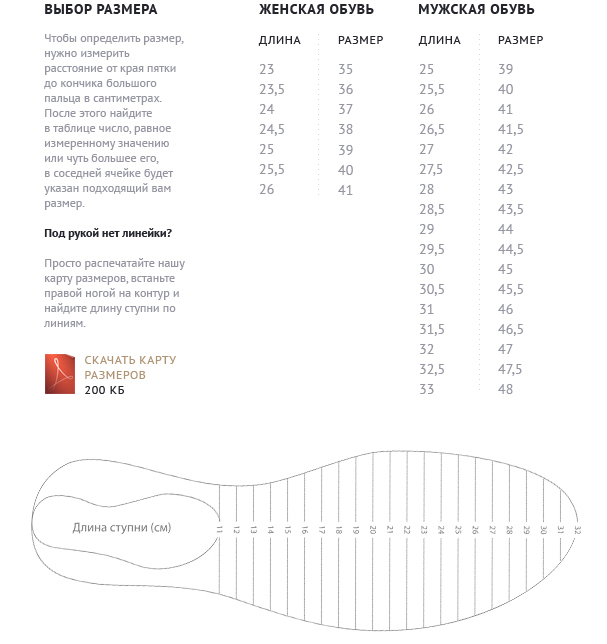 ВЫБОР РАЗМЕРА
Чтобы определить размер,
нужно измерить
расстояние от края пятки
до кончика большого
пальца в сантиметрах.
После этого найдите
в таблице число, равное
измеренному значению
или чуть большее его,
в соседней ячейке будет
указан подходящий вам
размер.
Под рукой нет линейки?
Просто распечатайте нашу
карту размеров, встаньте
правой ногой на контур и
найдите длину ступни по
линиям.
СКАЧАТЬ КАРТУ
РАЗМЕРОВ
200 КБ
ЖЕНСКАЯ ОБУВЬ
ДЛИНА РАЗМЕР
23 35
23,5 36
24 37
24,5 38
25 39
25,5 40
26 41
МУЖСКАЯ ОБУВЬ
ДЛИНА РАЗМЕР
25 39
25,5 40
26 41
26,5 41,5
27 42
27,5 42,5
28 43
28,5 43,5
29 44
29,5 44,5
30 45
30,5 45,5
31 46
31,5 46,5
32 47
32,5 47,5
33 48
Длина ступни (см)
11 12 13 14 15 16 17 18 19 20 21 22 23 24 25 26 27 28 29 30 31 32